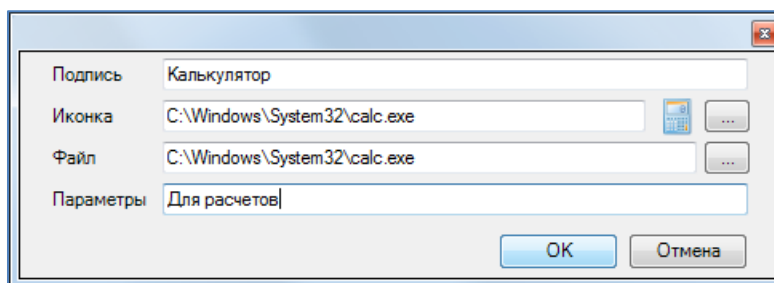 Подпись Калькулятор
Иконка C:\Windows\System32\calc.exe ...
Файл C:\Windows\System32\calc.exe ...
Параметры Для расчетов
OK Отмена